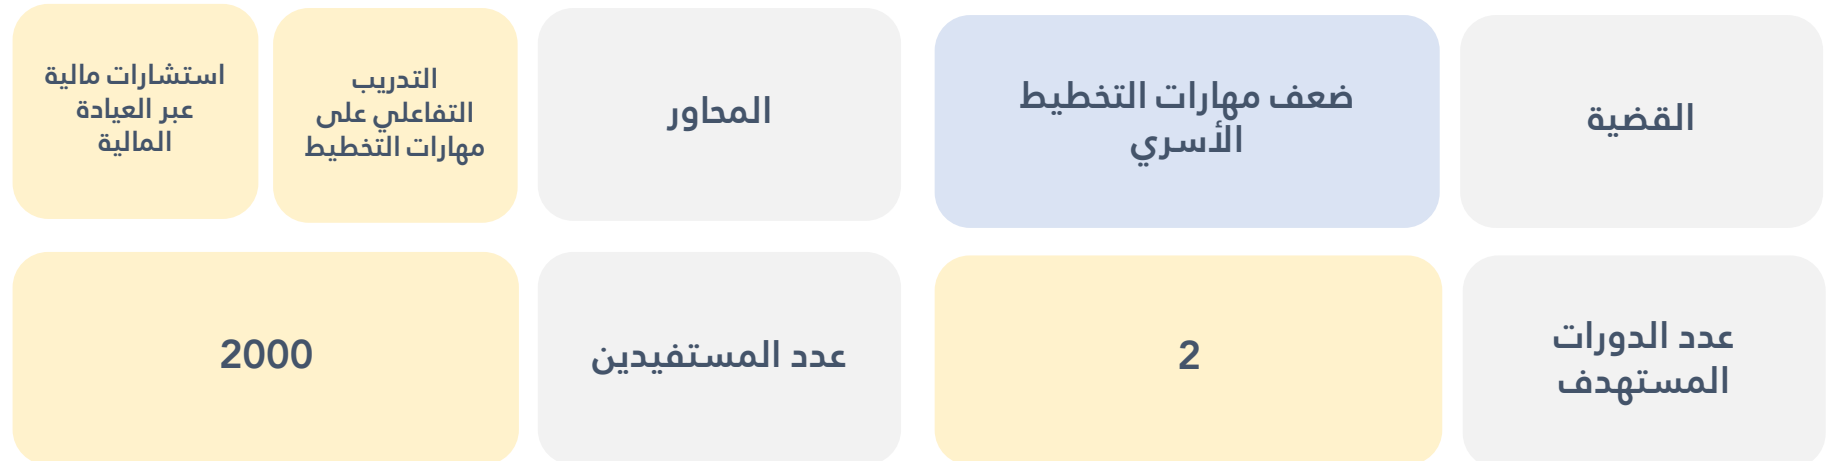 القضية
ضعف مهارات التخطيط
الأسري
المحاور
التدريب
التفاعلي على
مهارات التخطيط
استشارات مالية
عبر العيادة
المالية
عدد الدورات
المستهدف
2
عدد المستفيدين
2000